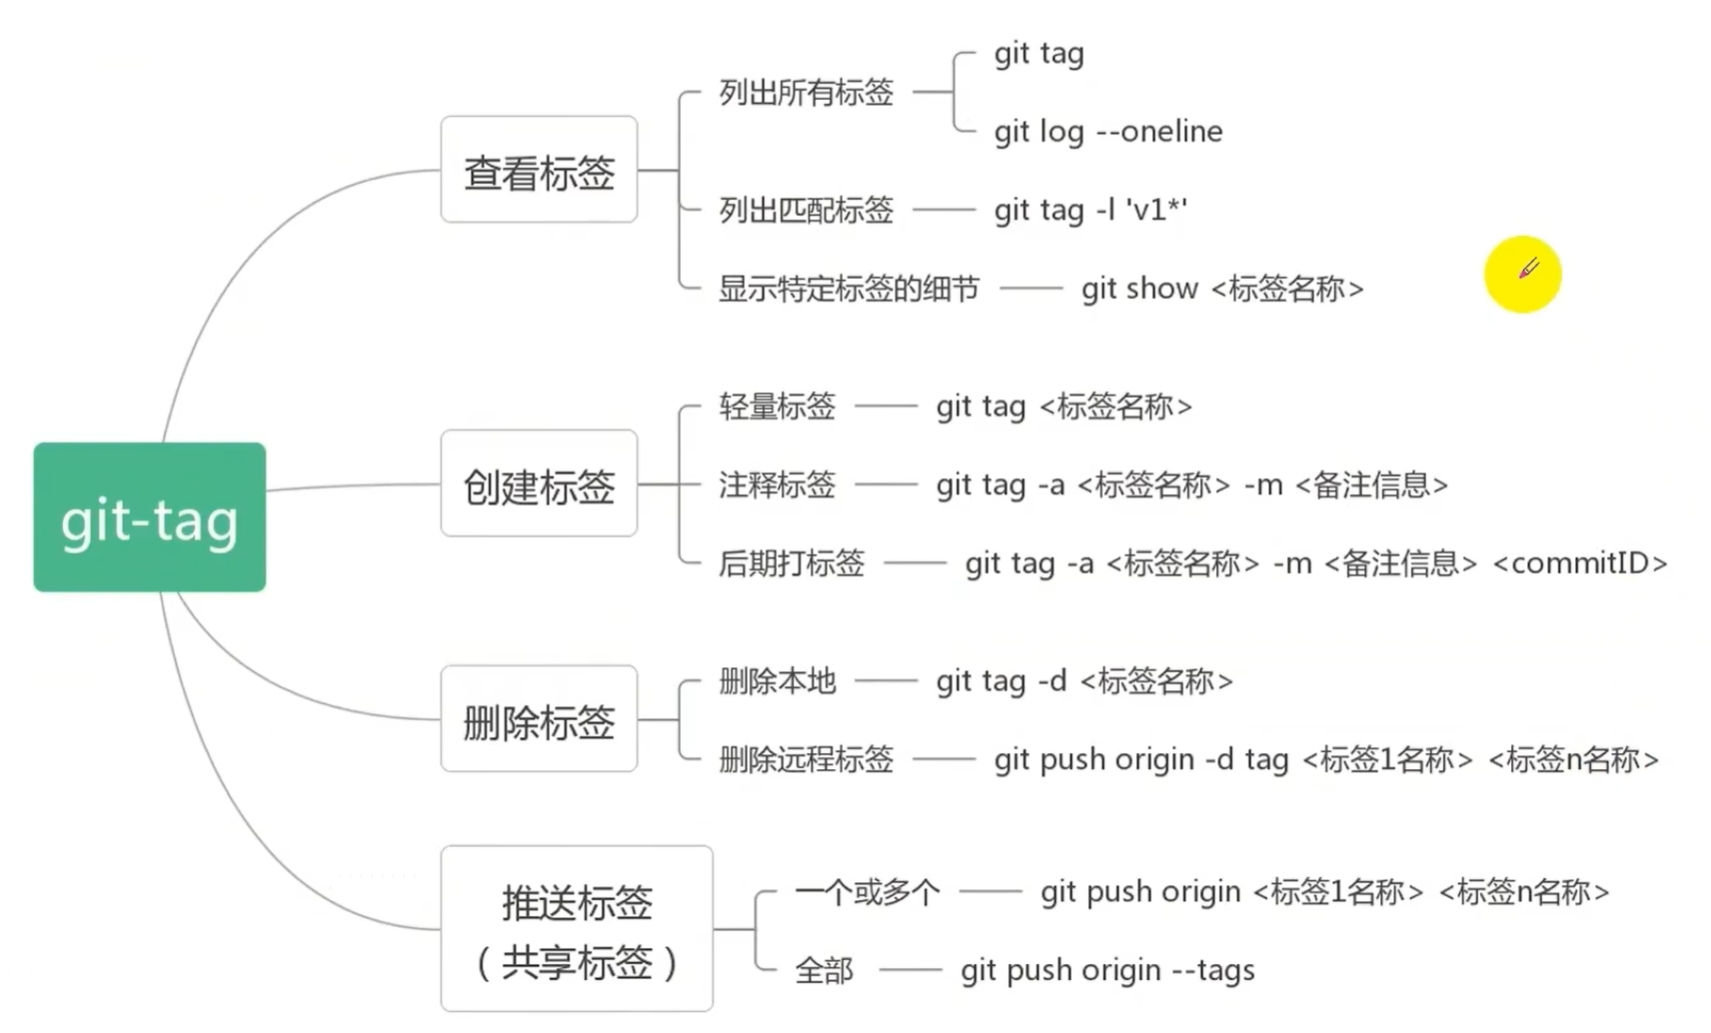 git-tag
查看标签
列出所有标签
git tag
git log --oneline
列出匹配标签
git tag -l 'v1*'
显示特定标签的细节
git show <标签名称>
创建标签
轻量标签
git tag <标签名称>
注释标签
git tag -a <标签名称> -m <备注信息>
后期打标签
git tag -a <标签名称> -m <备注信息> <commitID>
删除标签
删除本地
git tag -d <标签名称>
删除远程标签
git push origin -d tag <标签1名称> <标签n名称>
推送标签
（共享标签）
一个或多个
git push origin <标签1名称> <标签n名称>
全部
git push origin --tags